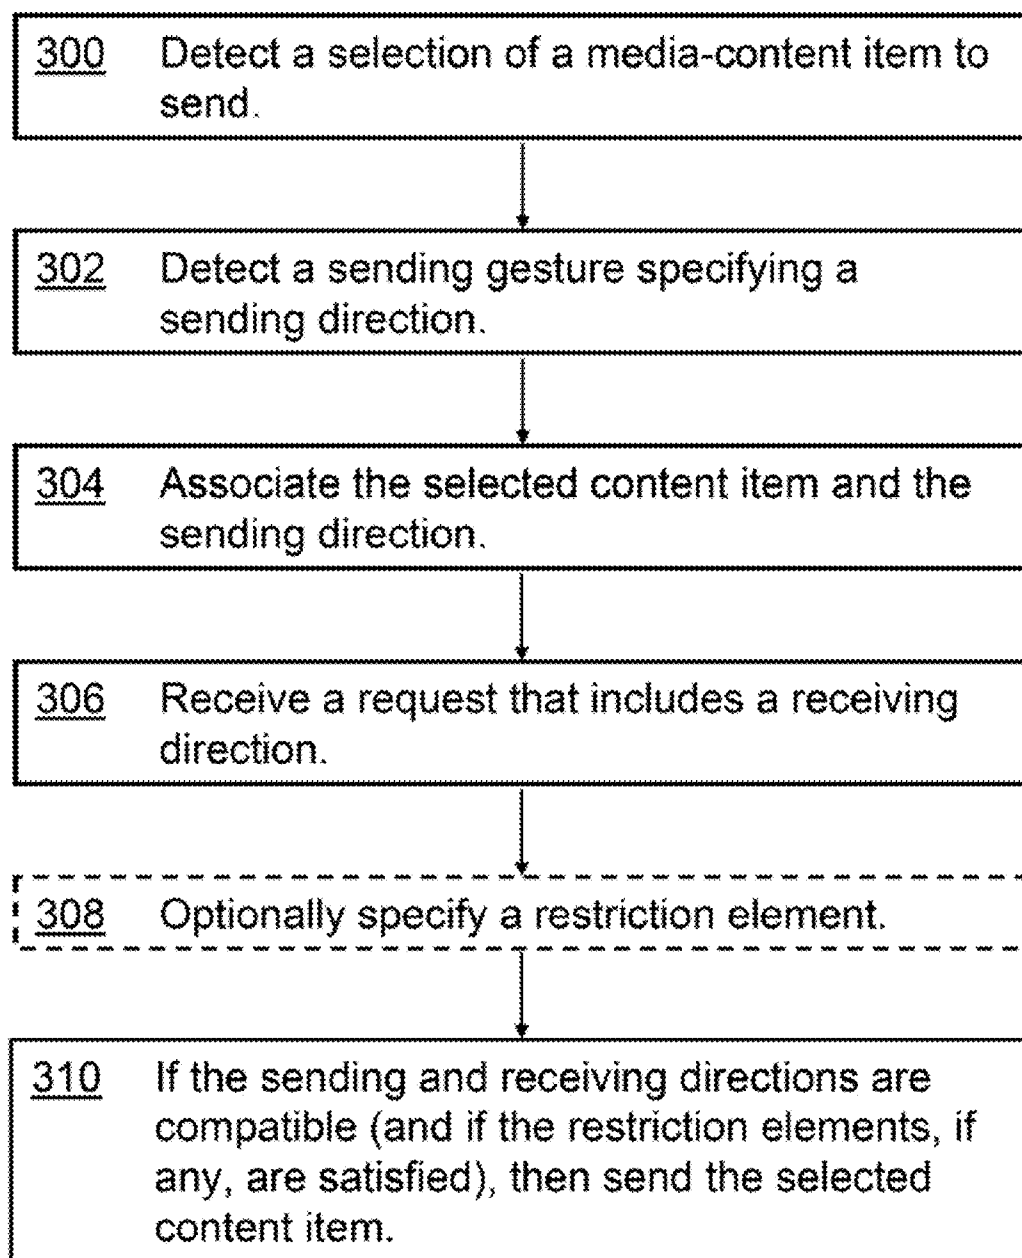 300 Detect a selection of a media-content item to
send.
302 Detect a sending gesture specifying a
sending direction.
304 Associate the selected content item and the
sending direction.
306 Receive a request that includes a receiving
direction.
308 Optionally specify a restriction element.
310 If the sending and receiving directions are
compatible (and if the restriction elements, if
any, are satisfied), then send the selected
content item.